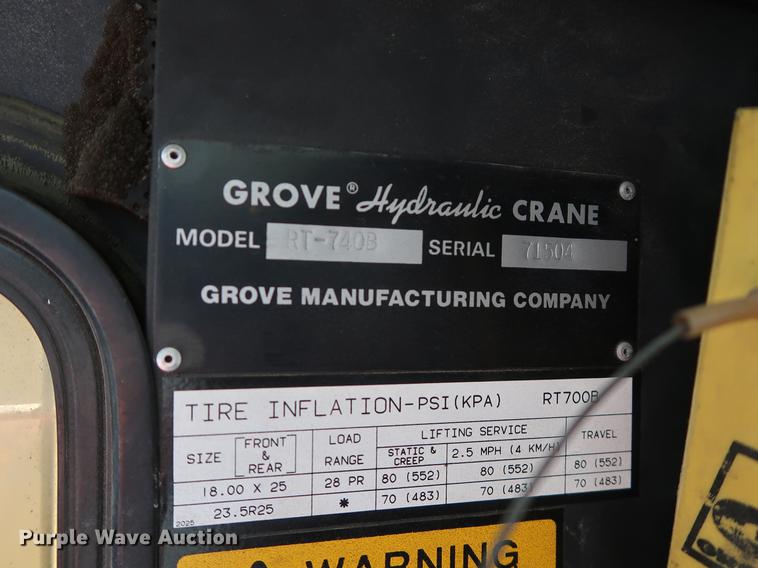 GROVE® Hydraulic CRANE
MODEL RT-740B SERIAL 71504
GROVE MANUFACTURING COMPANY
TIRE INFLATION-PSI(KPA) RT700B
SIZE FRONT & REAR LOAD RANGE LIFTING SERVICE TRAVEL
STATIC & CREEP 2.5 MPH (4 KM/H)
18.00 X 25 28 PR 80 (552) 80 (552) 80 (552)
23.5R25 * 70 (483) 70 (483) 70 (483)
2025
WARNING
Purple Wave Auction